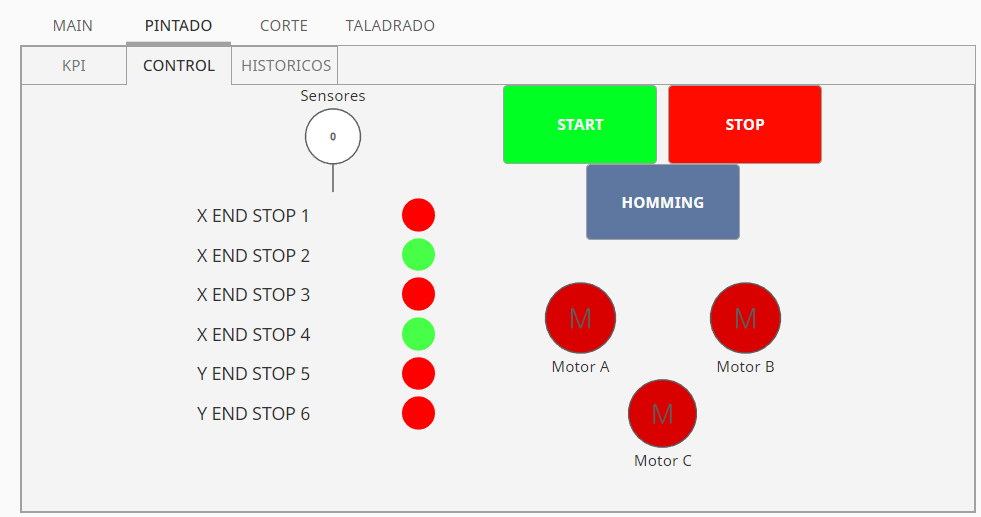 MAIN PINTADO CORTE TALADRADO
KPI CONTROL HISTORICOS
Sensores
0
START STOP
HOMMING
X END STOP 1
X END STOP 2
X END STOP 3
X END STOP 4
Y END STOP 5
Y END STOP 6
M M
Motor A Motor B
M
Motor C